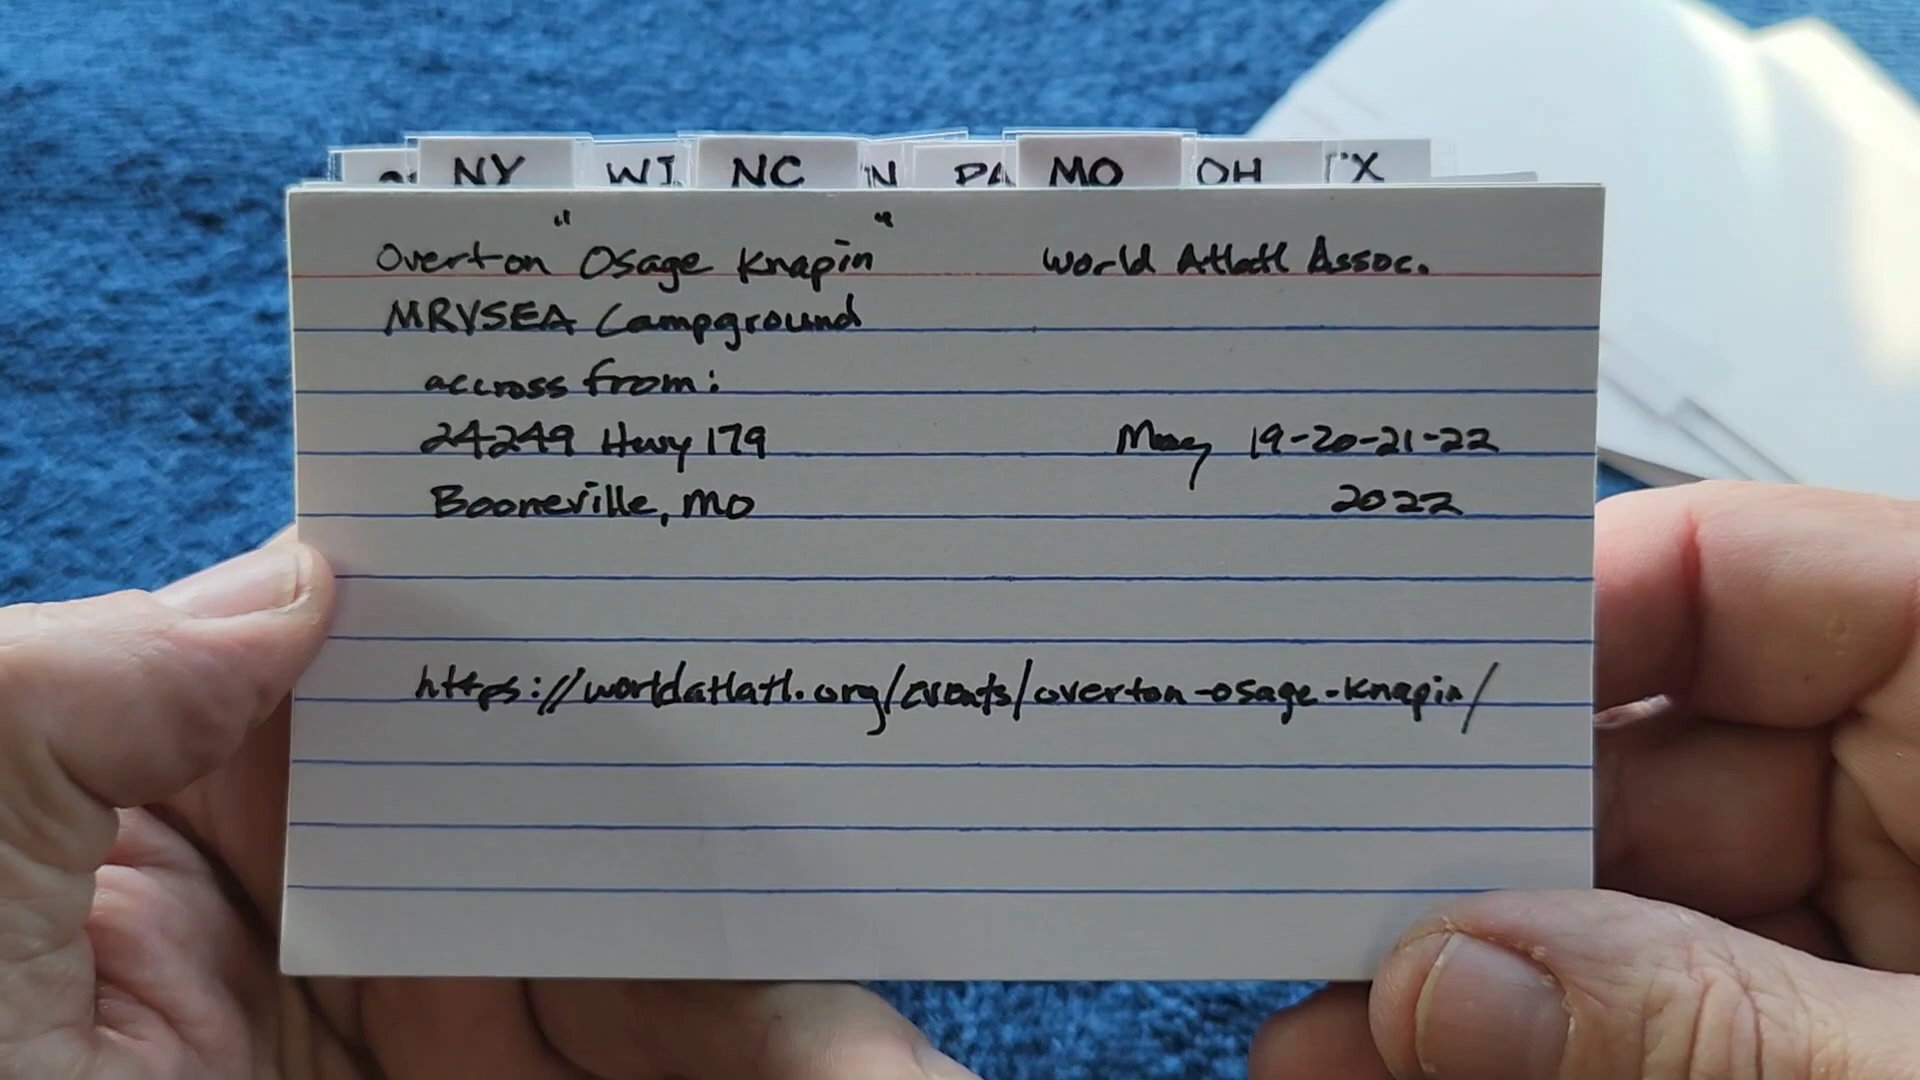 NY WI NC N PA MO OH TX
Overton "Osage Knapin" World Atlatl Assoc.
MRVSEA Campground
accross from:
24249 Hwy 179 May 19-20-21-22
Booneville, MO 2022
https://worldatlatl.org/events/overton-osage-knapin/